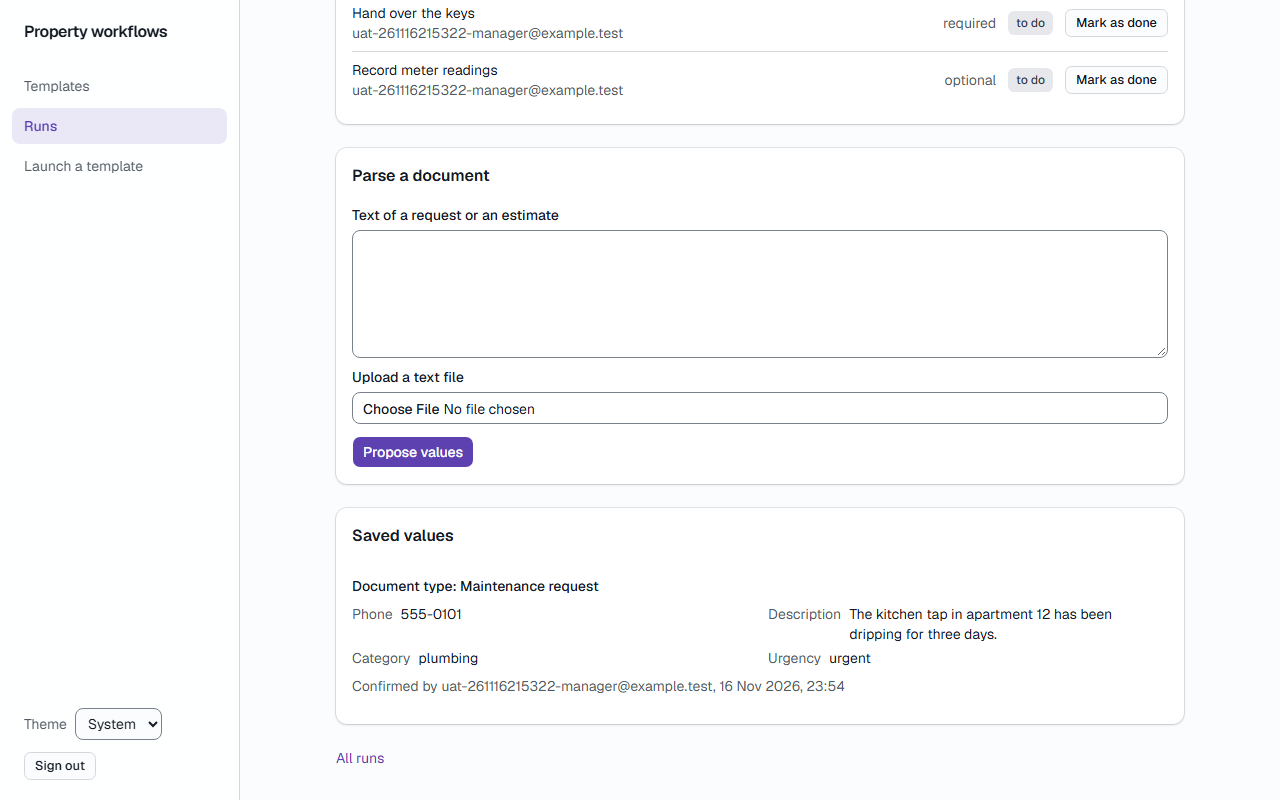 Property workflows
Templates
Runs
Launch a template
Theme System
Sign out
Hand over the keys
uat-261116215322-manager@example.test
required to do Mark as done
Record meter readings
uat-261116215322-manager@example.test
optional to do Mark as done
Parse a document
Text of a request or an estimate
Upload a text file
Choose File No file chosen
Propose values
Saved values
Document type: Maintenance request
Phone 555-0101
Description The kitchen tap in apartment 12 has been
dripping for three days.
Category plumbing
Urgency urgent
Confirmed by uat-261116215322-manager@example.test, 16 Nov 2026, 23:54
All runs